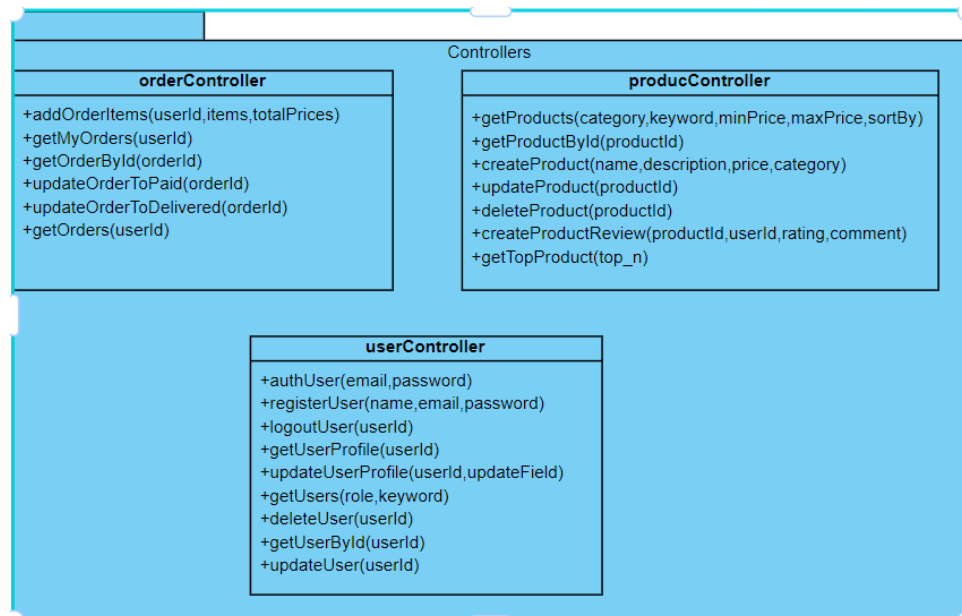 Controllers
orderController
+addOrderItems(userId,items,totalPrices)
+getMyOrders(userId)
+getOrderById(orderId)
+updateOrderToPaid(orderId)
+updateOrderToDelivered(orderId)
+getOrders(userId)
producController
+getProducts(category,keyword,minPrice,maxPrice,sortBy)
+getProductById(productId)
+createProduct(name,description,price,category)
+updateProduct(productId)
+deleteProduct(productId)
+createProductReview(productId,userId,rating,comment)
+getTopProduct(top_n)
userController
+authUser(email,password)
+registerUser(name,email,password)
+logoutUser(userId)
+getUserProfile(userId)
+updateUserProfile(userId,updateField)
+getUsers(role,keyword)
+deleteUser(userId)
+getUserById(userId)
+updateUser(userId)